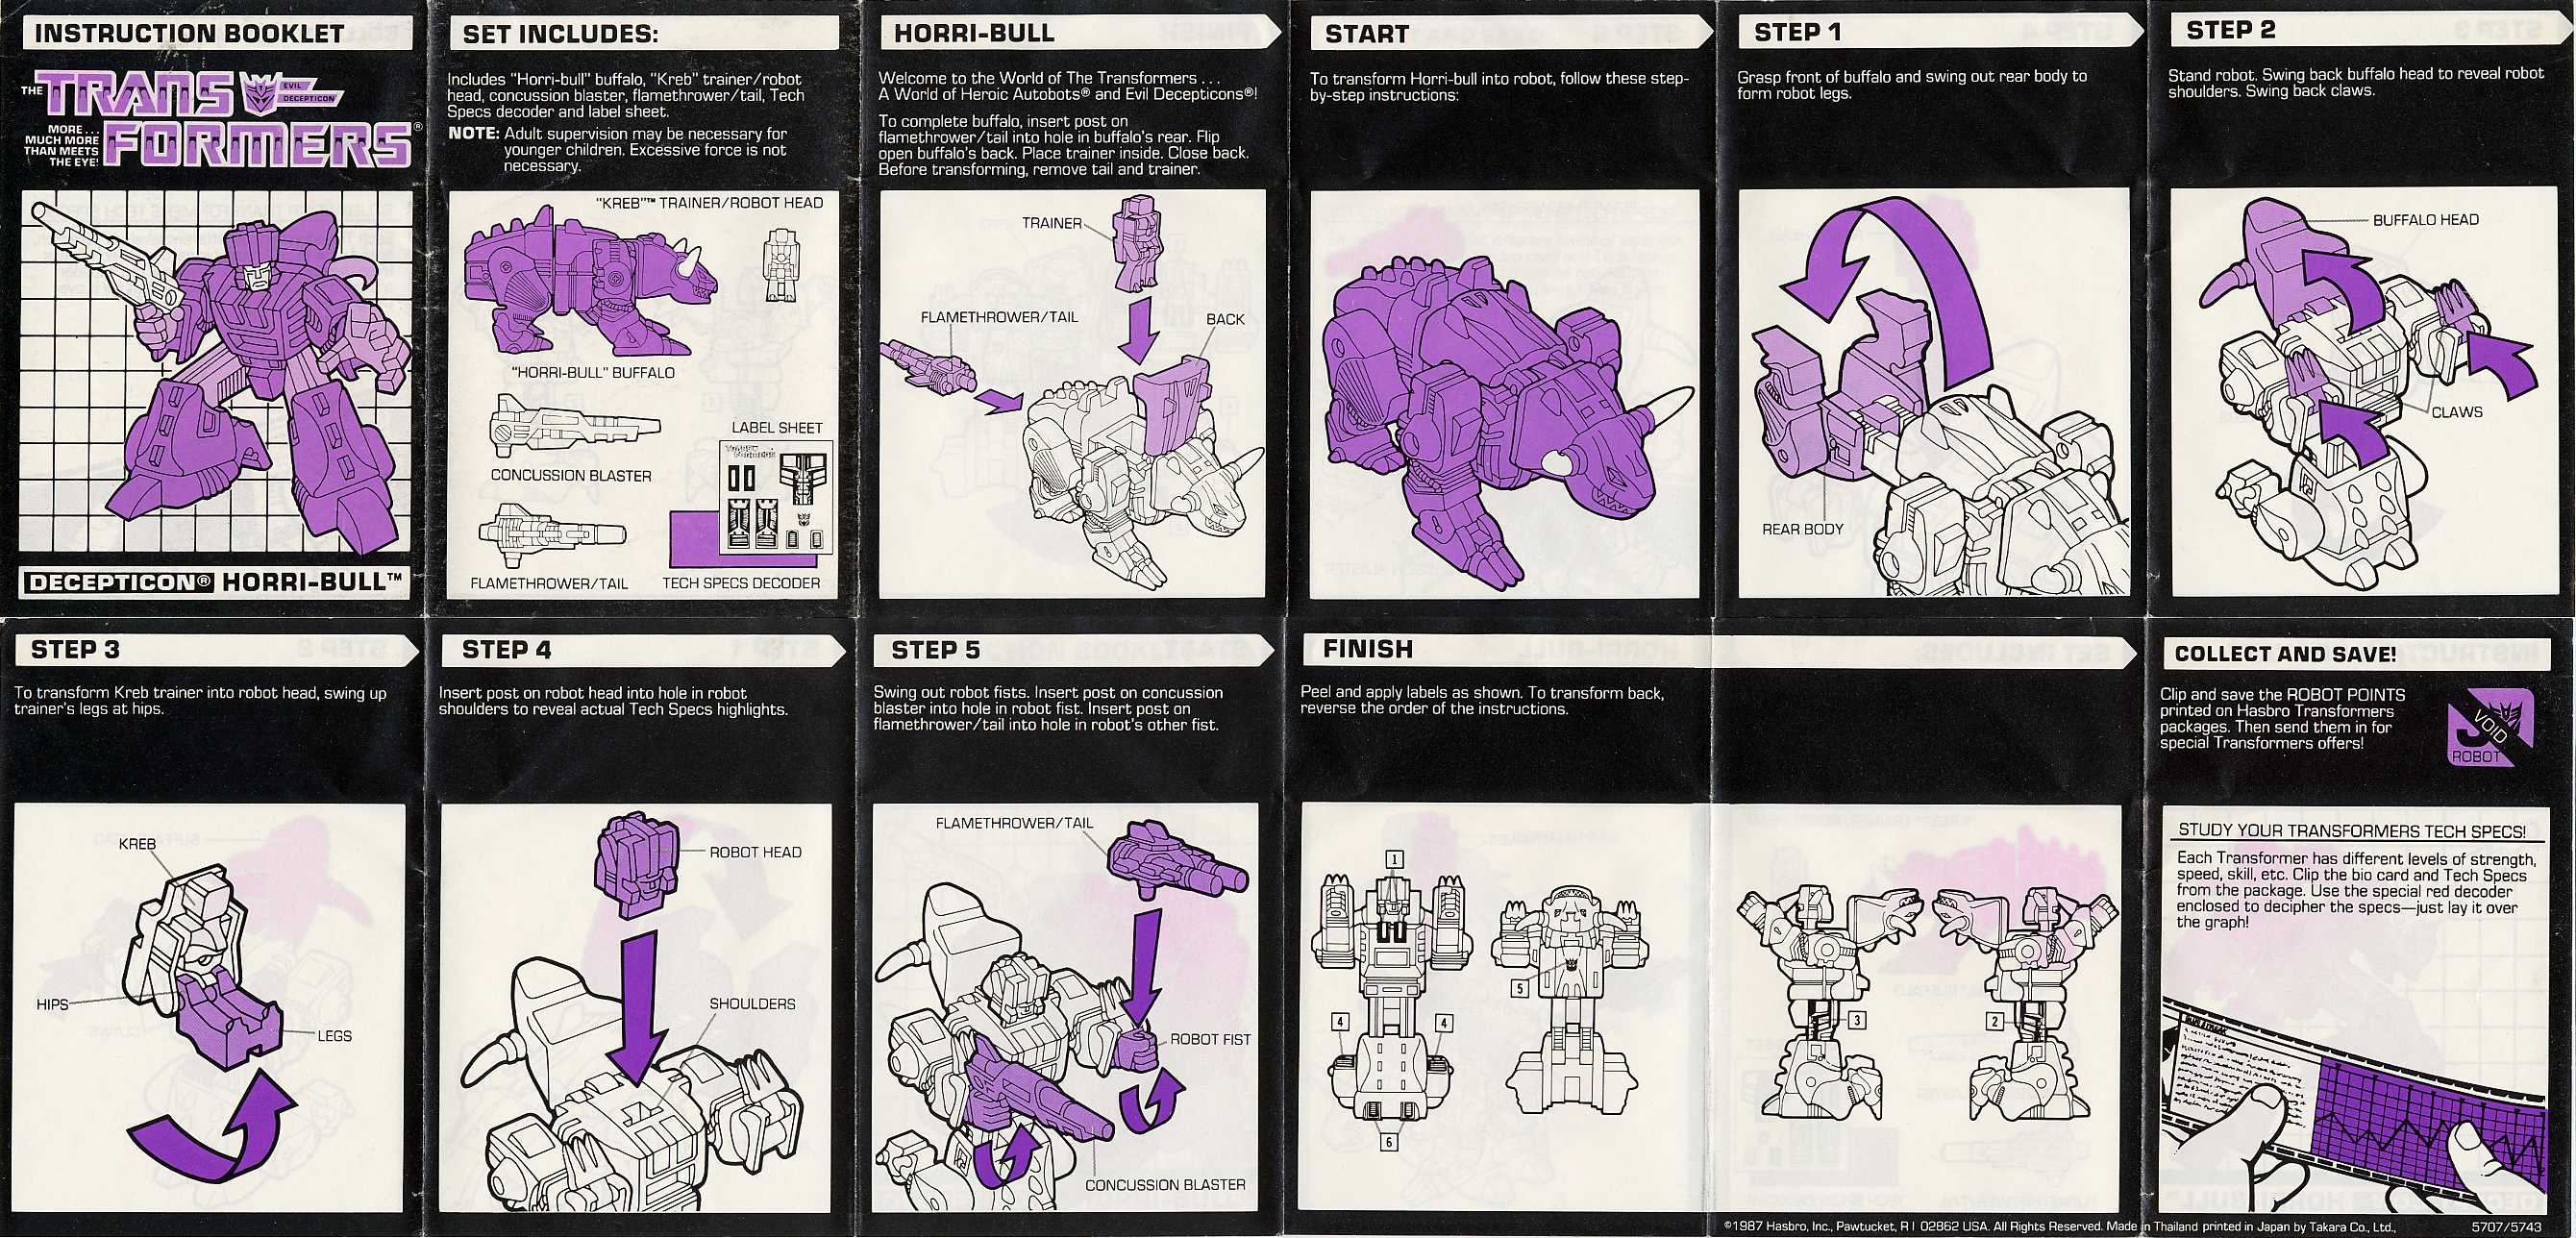 INSTRUCTION BOOKLET
THE TRANS
EVIL
DECEPTICON
MORE...
MUCH MORE
THAN MEETS
THE EYE!
FORMERS®
DECEPTICON® HORRI-BULL™
SET INCLUDES:
Includes "Horri-bull" buffalo, "Kreb" trainer/robot
head, concussion blaster, flamethrower/tail, Tech
Specs decoder and label sheet.
NOTE: Adult supervision may be necessary for
younger children. Excessive force is not
necessary.
"KREB"™ TRAINER/ROBOT HEAD
"HORRI-BULL" BUFFALO
LABEL SHEET
CONCUSSION BLASTER
FLAMETHROWER/TAIL
TECH SPECS DECODER
HORRI-BULL
Welcome to the World of The Transformers . . .
A World of Heroic Autobots® and Evil Decepticons®!
To complete buffalo, insert post on
flamethrower/tail into hole in buffalo's rear. Flip
open buffalo's back. Place trainer inside. Close back.
Before transforming, remove tail and trainer.
TRAINER
FLAMETHROWER/TAIL
BACK
START
To transform Horri-bull into robot, follow these step-
by-step instructions:
STEP 1
Grasp front of buffalo and swing out rear body to
form robot legs.
REAR BODY
STEP 2
Stand robot. Swing back buffalo head to reveal robot
shoulders. Swing back claws.
BUFFALO HEAD
CLAWS
STEP 3
To transform Kreb trainer into robot head, swing up
trainer's legs at hips.
KREB
HIPS
LEGS
STEP 4
Insert post on robot head into hole in robot
shoulders to reveal actual Tech Specs highlights.
ROBOT HEAD
SHOULDERS
STEP 5
Swing out robot fists. Insert post on concussion
blaster into hole in robot fist. Insert post on
flamethrower/tail into hole in robot's other fist.
FLAMETHROWER/TAIL
ROBOT FIST
CONCUSSION BLASTER
FINISH
Peel and apply labels as shown. To transform back,
reverse the order of the instructions.
1
5
4
4
6
3
2
COLLECT AND SAVE!
Clip and save the ROBOT POINTS
printed on Hasbro Transformers
packages. Then send them in for
special Transformers offers!
VOID
ROBOT
STUDY YOUR TRANSFORMERS TECH SPECS!
Each Transformer has different levels of strength,
speed, skill, etc. Clip the bio card and Tech Specs
from the package. Use the special red decoder
enclosed to decipher the specs—just lay it over
the graph!
©1987 Hasbro, Inc., Pawtucket, R I 02862 USA. All Rights Reserved. Made in Thailand printed in Japan by Takara Co., Ltd.,
5707/5743